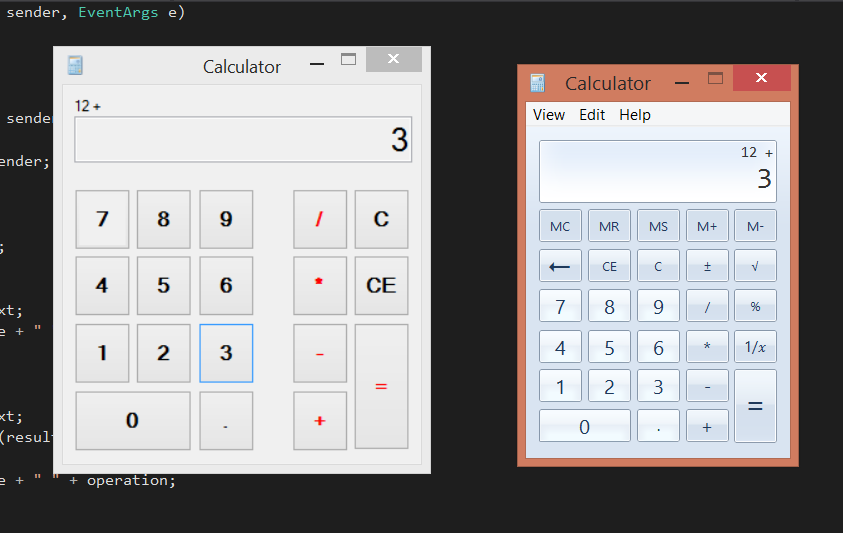 sender, EventArgs e)
Calculator
12 +
3
7 8 9 / C
4 5 6 * CE
1 2 3 - =
0 . +
Calculator
View Edit Help
12 +
3
MC MR MS M+ M-
← CE C ± √
7 8 9 / %
4 5 6 * 1/x
1 2 3 - =
0 . +
ender;
;
xt;
e + "
xt;
e + " " + operation;